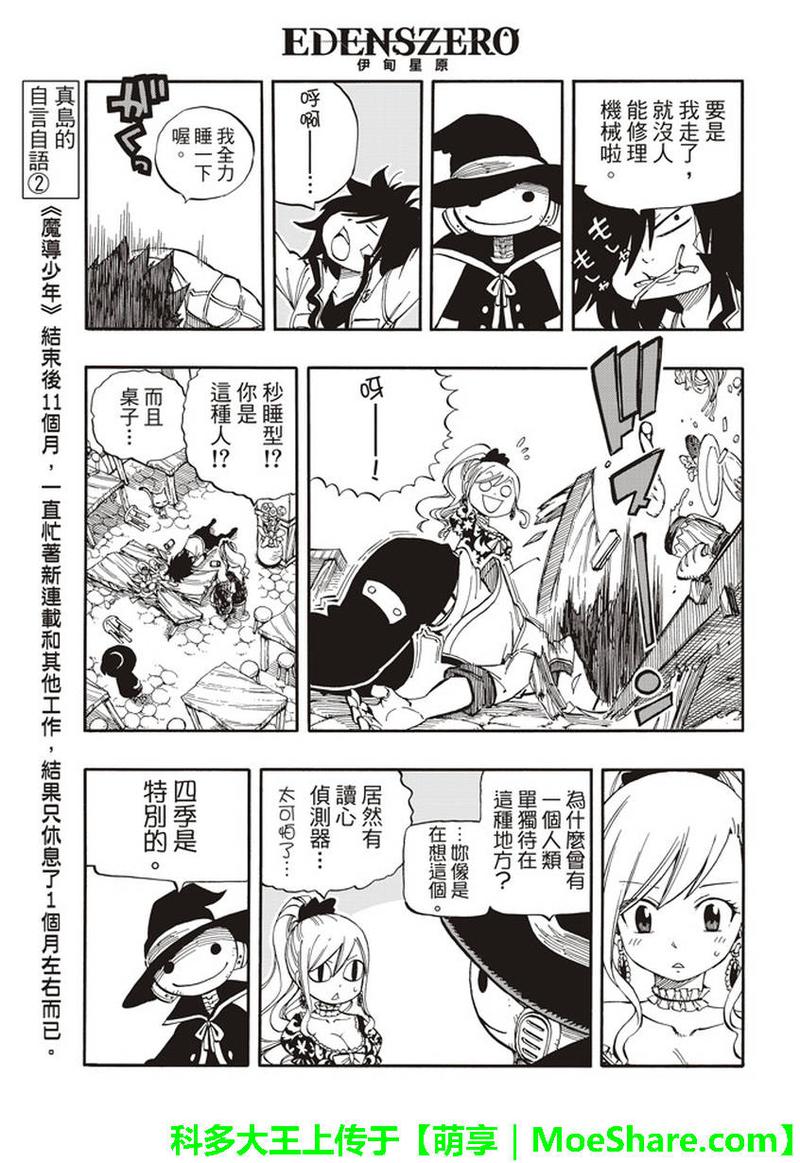 EDENSZERO
伊甸星原
要是
我走了，
就沒人
能修理
機械啦。
もぐ
もぐ
呼啊——…
我全力
睡一下
喔。
呀——！
秒睡型!?
你是
這種人!?
而且
桌子…
為什麼會有
一個人類
單獨待在
這種地方？
…妳像是
在想這個。
居然有
讀心
偵測器…
太可怕了…
四季是
特別的。
真島的
自言自語②
《魔導少年》結束後11個月，一直忙著新連載和其他工作，結果只休息了1個月左右而已。
科多大王上传于【萌享｜MoeShare.com】